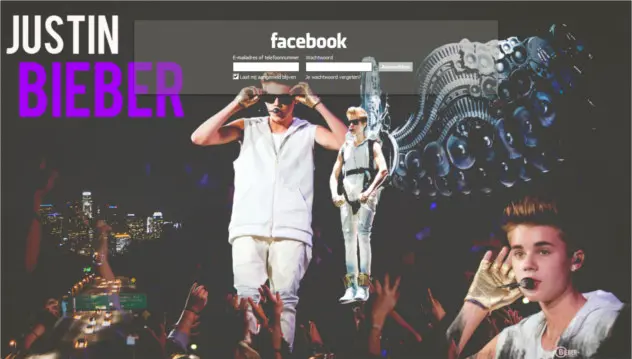 JUSTIN
BIEBER
facebook
E-mailadres of telefoonnummer
Wachtwoord
Aanmelden
Laat mij aangemeld blijven
Je wachtwoord vergeten?